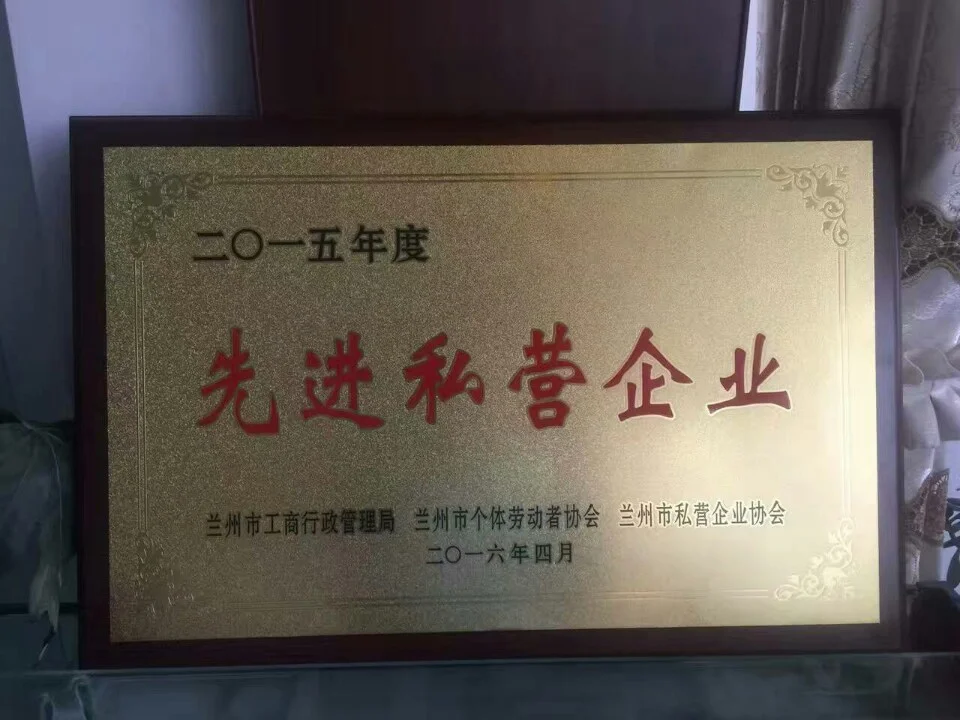 二〇一五年度
先进私营企业
兰州市工商行政管理局 兰州市个体劳动者协会 兰州市私营企业协会
二〇一六年四月